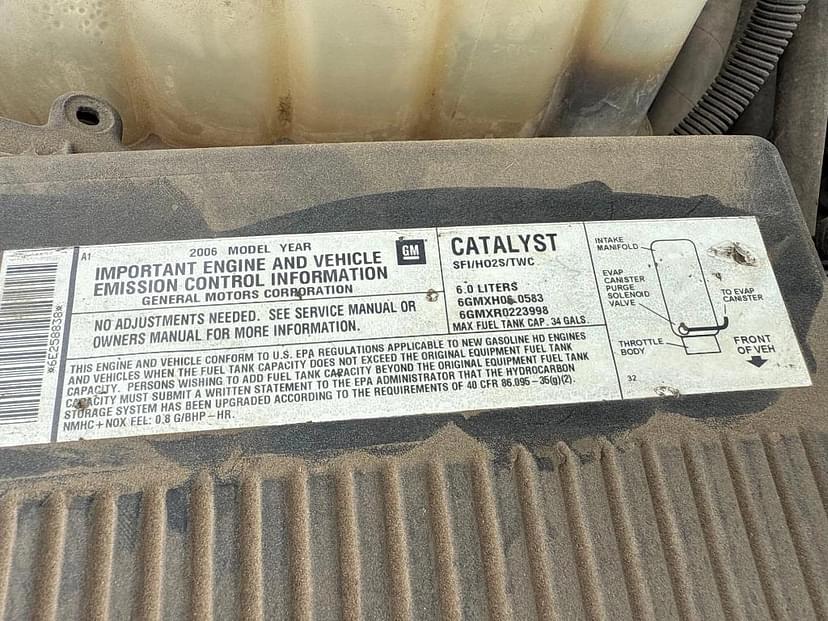 *6E256838*
A1
2006 MODEL YEAR
IMPORTANT ENGINE AND VEHICLE
EMISSION CONTROL INFORMATION
GENERAL MOTORS CORPORATION
GM
NO ADJUSTMENTS NEEDED. SEE SERVICE MANUAL OR
OWNERS MANUAL FOR MORE INFORMATION.
CATALYST
SFI/HO2S/TWC
6.0 LITERS
6GMXH06.0583
6GMXR0223998
MAX FUEL TANK CAP. 34 GALS.
THIS ENGINE AND VEHICLE CONFORM TO U.S. EPA REGULATIONS APPLICABLE TO NEW GASOLINE HD ENGINES
AND VEHICLES WHEN THE FUEL TANK CAPACITY DOES NOT EXCEED THE ORIGINAL EQUIPMENT FUEL TANK
CAPACITY. PERSONS WISHING TO ADD FUEL TANK CAPACITY BEYOND THE ORIGINAL EQUIPMENT FUEL TANK
CAPACITY MUST SUBMIT A WRITTEN STATEMENT TO THE EPA ADMINISTRATOR THAT THE HYDROCARBON
STORAGE SYSTEM HAS BEEN UPGRADED ACCORDING TO THE REQUIREMENTS OF 40 CFR 86.095-35(g)(2).
NMHC + NOX FEL: 0.8 G/BHP-HR.
INTAKE
MANIFOLD
EVAP
CANISTER
PURGE
SOLENOID
VALVE
TO EVAP
CANISTER
THROTTLE
BODY
FRONT
OF VEH
32